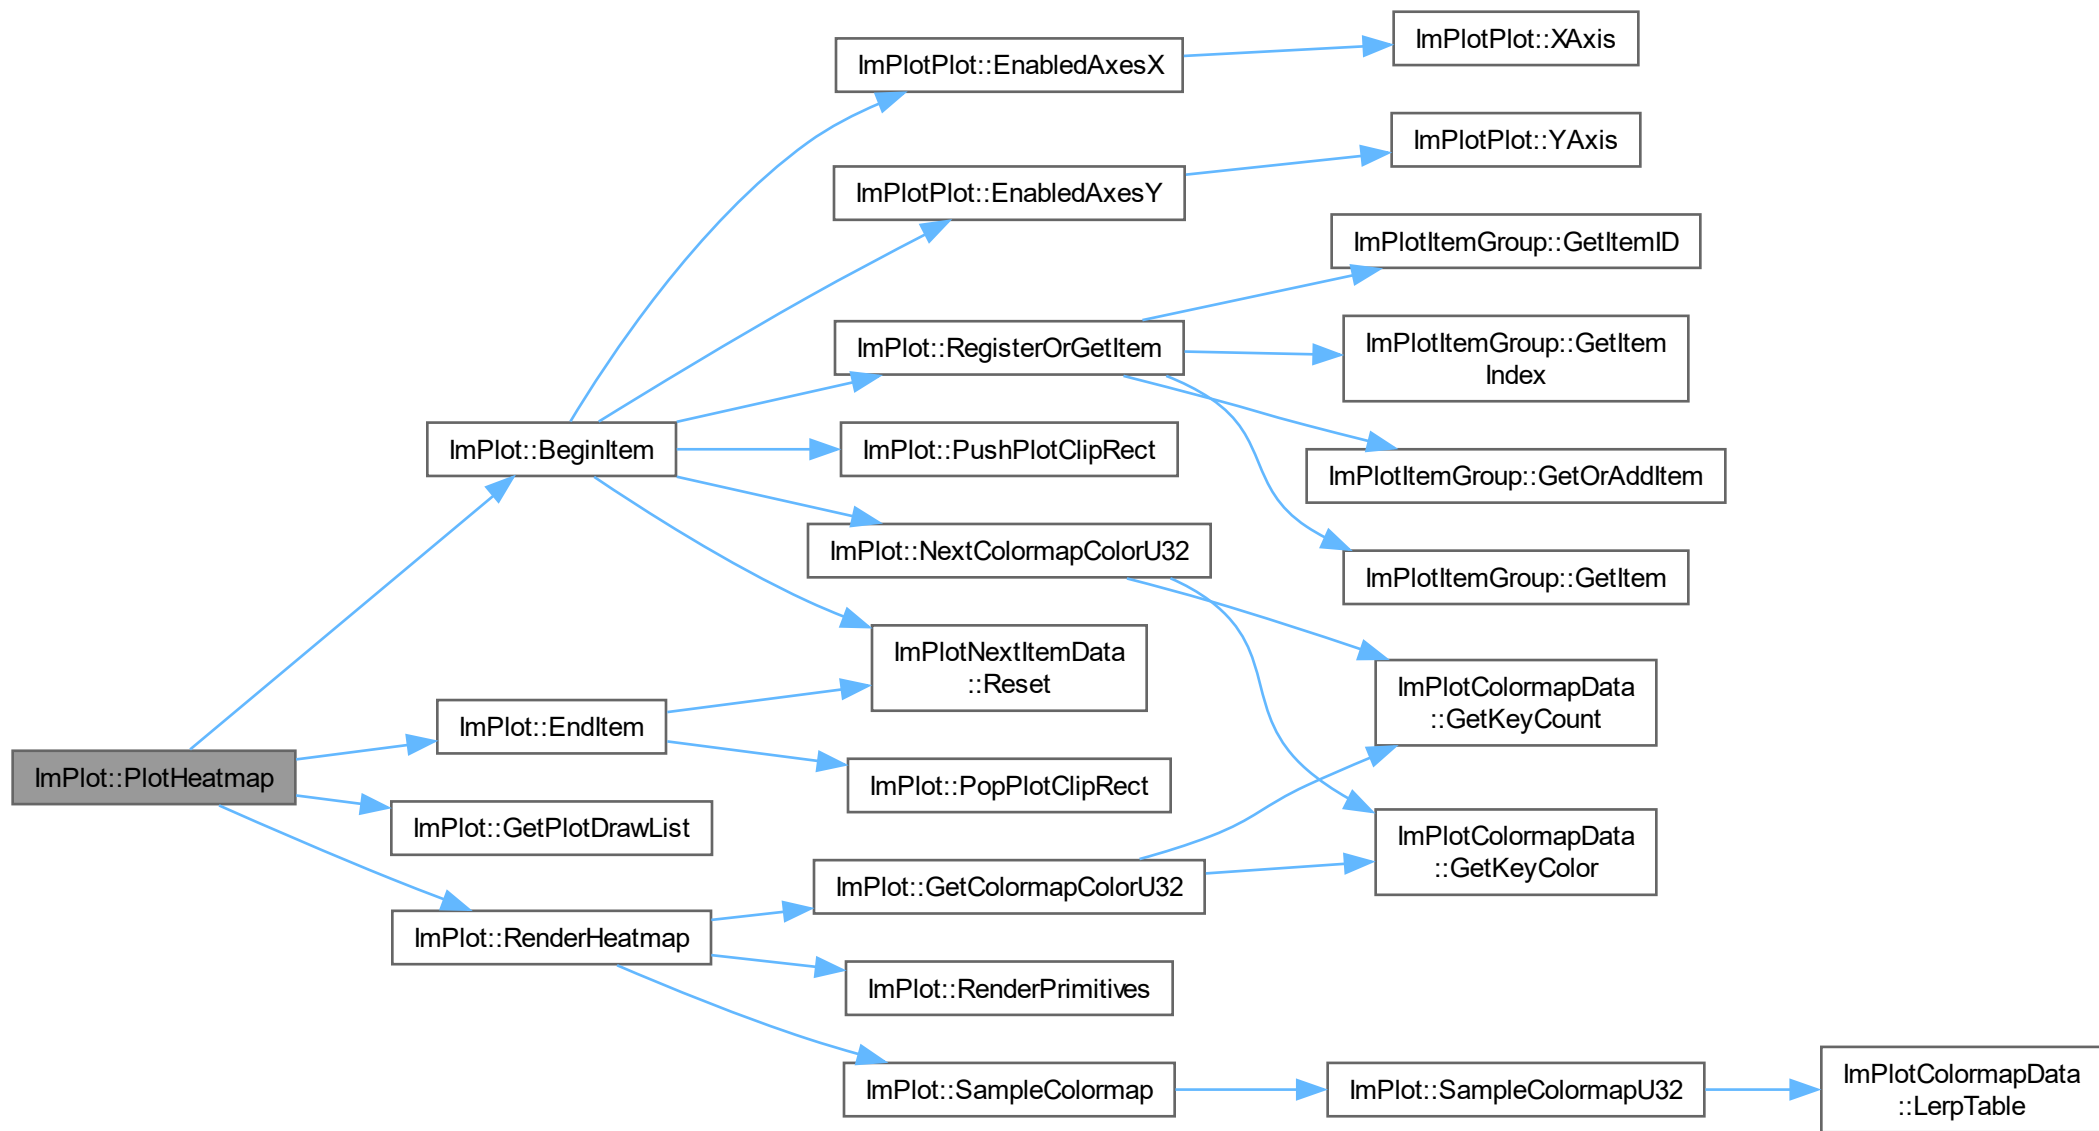 ImPlot::PlotHeatmap
ImPlot::BeginItem
ImPlot::EndItem
ImPlot::GetPlotDrawList
ImPlot::RenderHeatmap
ImPlotPlot::EnabledAxesX
ImPlotPlot::EnabledAxesY
ImPlot::RegisterOrGetItem
ImPlot::PushPlotClipRect
ImPlot::NextColormapColorU32
ImPlotNextItemData
::Reset
ImPlot::PopPlotClipRect
ImPlot::GetColormapColorU32
ImPlot::RenderPrimitives
ImPlot::SampleColormap
ImPlotPlot::XAxis
ImPlotPlot::YAxis
ImPlotItemGroup::GetItemID
ImPlotItemGroup::GetItem
Index
ImPlotItemGroup::GetOrAddItem
ImPlotItemGroup::GetItem
ImPlotColormapData
::GetKeyCount
ImPlotColormapData
::GetKeyColor
ImPlot::SampleColormapU32
ImPlotColormapData
::LerpTable